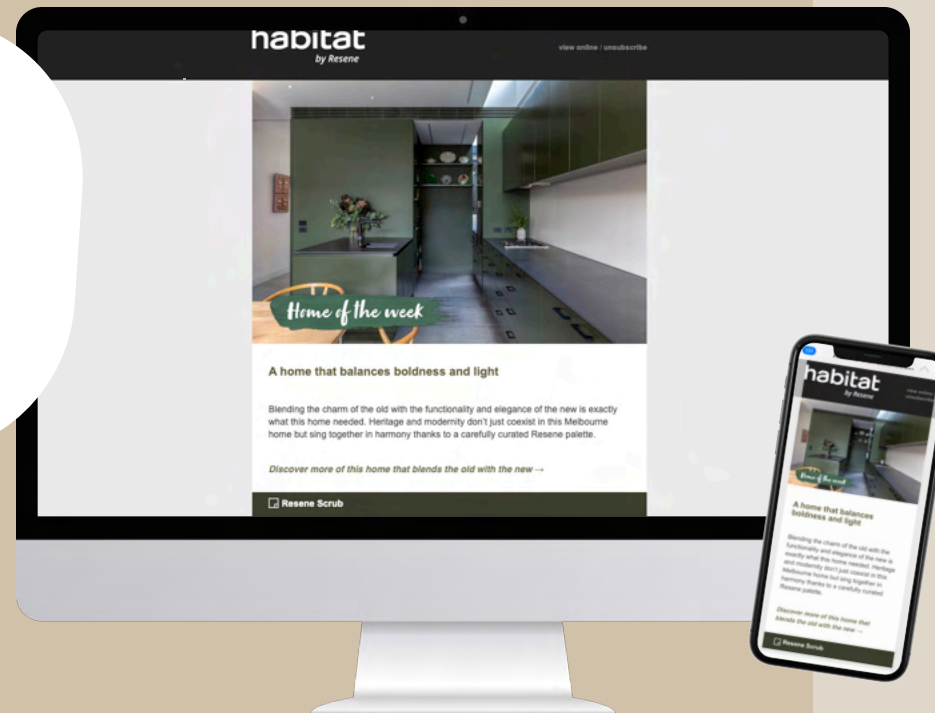 habitat
by Resene
view online / unsubscribe
Home of the week
A home that balances boldness and light
Blending the charm of the old with the functionality and elegance of the new is exactly
what this home needed. Heritage and modernity don't just coexist in this Melbourne
home but sing together in harmony thanks to a carefully curated Resene palette.
Discover more of this home that blends the old with the new →
Resene Scrub
habitat
by Resene
view online
unsubscribe
Home of the week
A home that balances
boldness and light
Blending the charm of the old with the
functionality and elegance of the new is
exactly what this home needed. Heritage
and modernity don't just coexist in this
Melbourne home but sing together in
harmony thanks to a carefully curated
Resene palette.
Discover more of this home that
blends the old with the new →
Resene Scrub